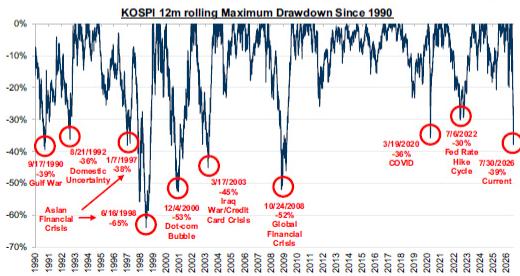 KOSPI 12m rolling Maximum Drawdown Since 1990
0%
-10%
-20%
-30%
-40%
-50%
-60%
-70%
9/17/1990
-39%
Gulf War
8/21/1992
-36%
Domestic
Uncertainty
1/7/1997
-38%
Asian
Financial
Crisis
6/16/1998
-65%
12/4/2000
-53%
Dot-com
Bubble
3/17/2003
-45%
Iraq
War/Credit
Card Crisis
10/24/2008
-52%
Global
Financial
Crisis
3/19/2020
-36%
COVID
7/6/2022
-30%
Fed Rate
Hike
Cycle
7/30/2026
-39%
Current
1990 1991 1992 1993 1994 1995 1996 1997 1998 1999 2000 2001 2002 2003 2004 2005 2006 2007 2008 2009 2010 2011 2012 2013 2014 2015 2016 2017 2018 2019 2020 2021 2022 2023 2024 2025 2026